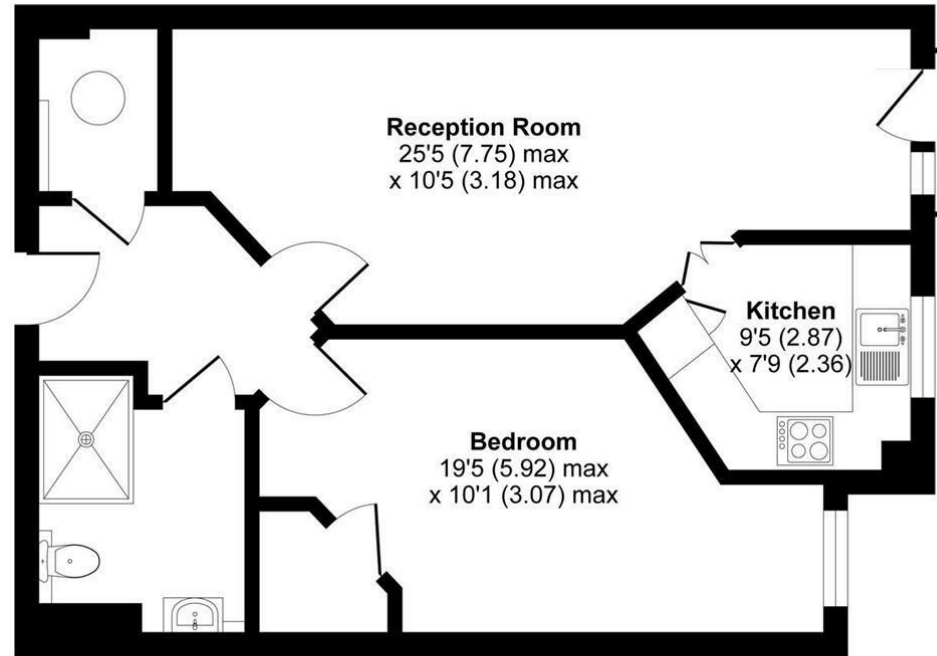 Reception Room
25'5 (7.75) max
x 10'5 (3.18) max
Kitchen
9'5 (2.87)
x 7'9 (2.36)
Bedroom
19'5 (5.92) max
x 10'1 (3.07) max